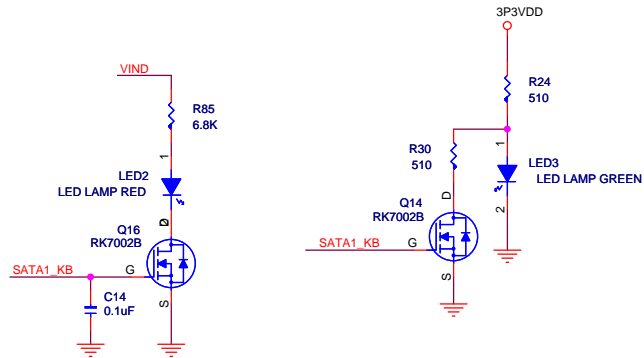 3P3VDD
VIND
R85
6.8K
R24
510
R30
510
1
LED2
LED LAMP RED
1
LED3
LED LAMP GREEN
2
D
Q14
RK7002B
Q16
RK7002B
SATA1_KB
G
SATA1_KB
G
S
S
C14
0.1uF